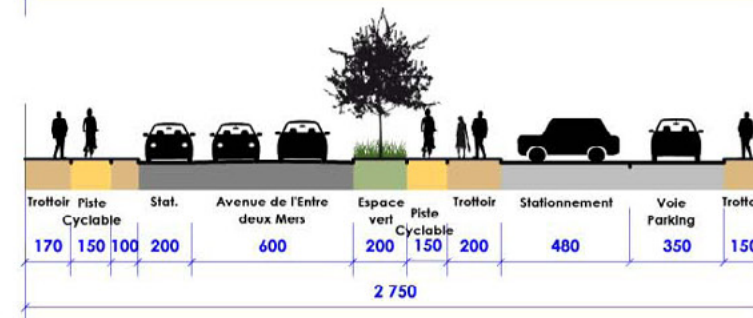 Trottoir Piste Cyclable Stat. Avenue de l'Entre deux Mers Espace vert Piste Cyclable Trottoir Stationnement Voie Parking Trotto
170 150 100 200 600 200 150 200 480 350 150
2 750